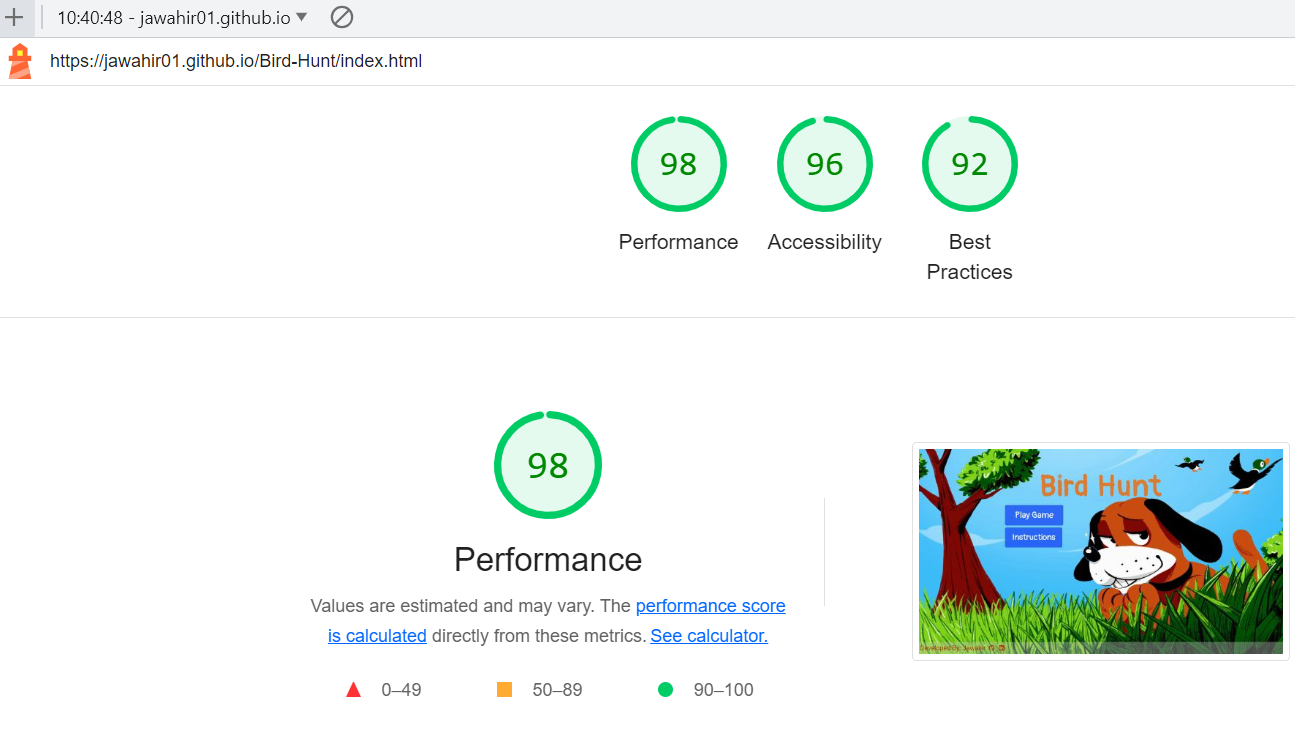 10:40:48 - jawahir01.github.io
https://jawahir01.github.io/Bird-Hunt/index.html
98
96
92
Performance
Accessibility
Best
Practices
98
Performance
Values are estimated and may vary. The performance score
is calculated directly from these metrics. See calculator.
0–49
50–89
90–100
Bird Hunt
Play Game
Instructions
Developed By: Jawahir